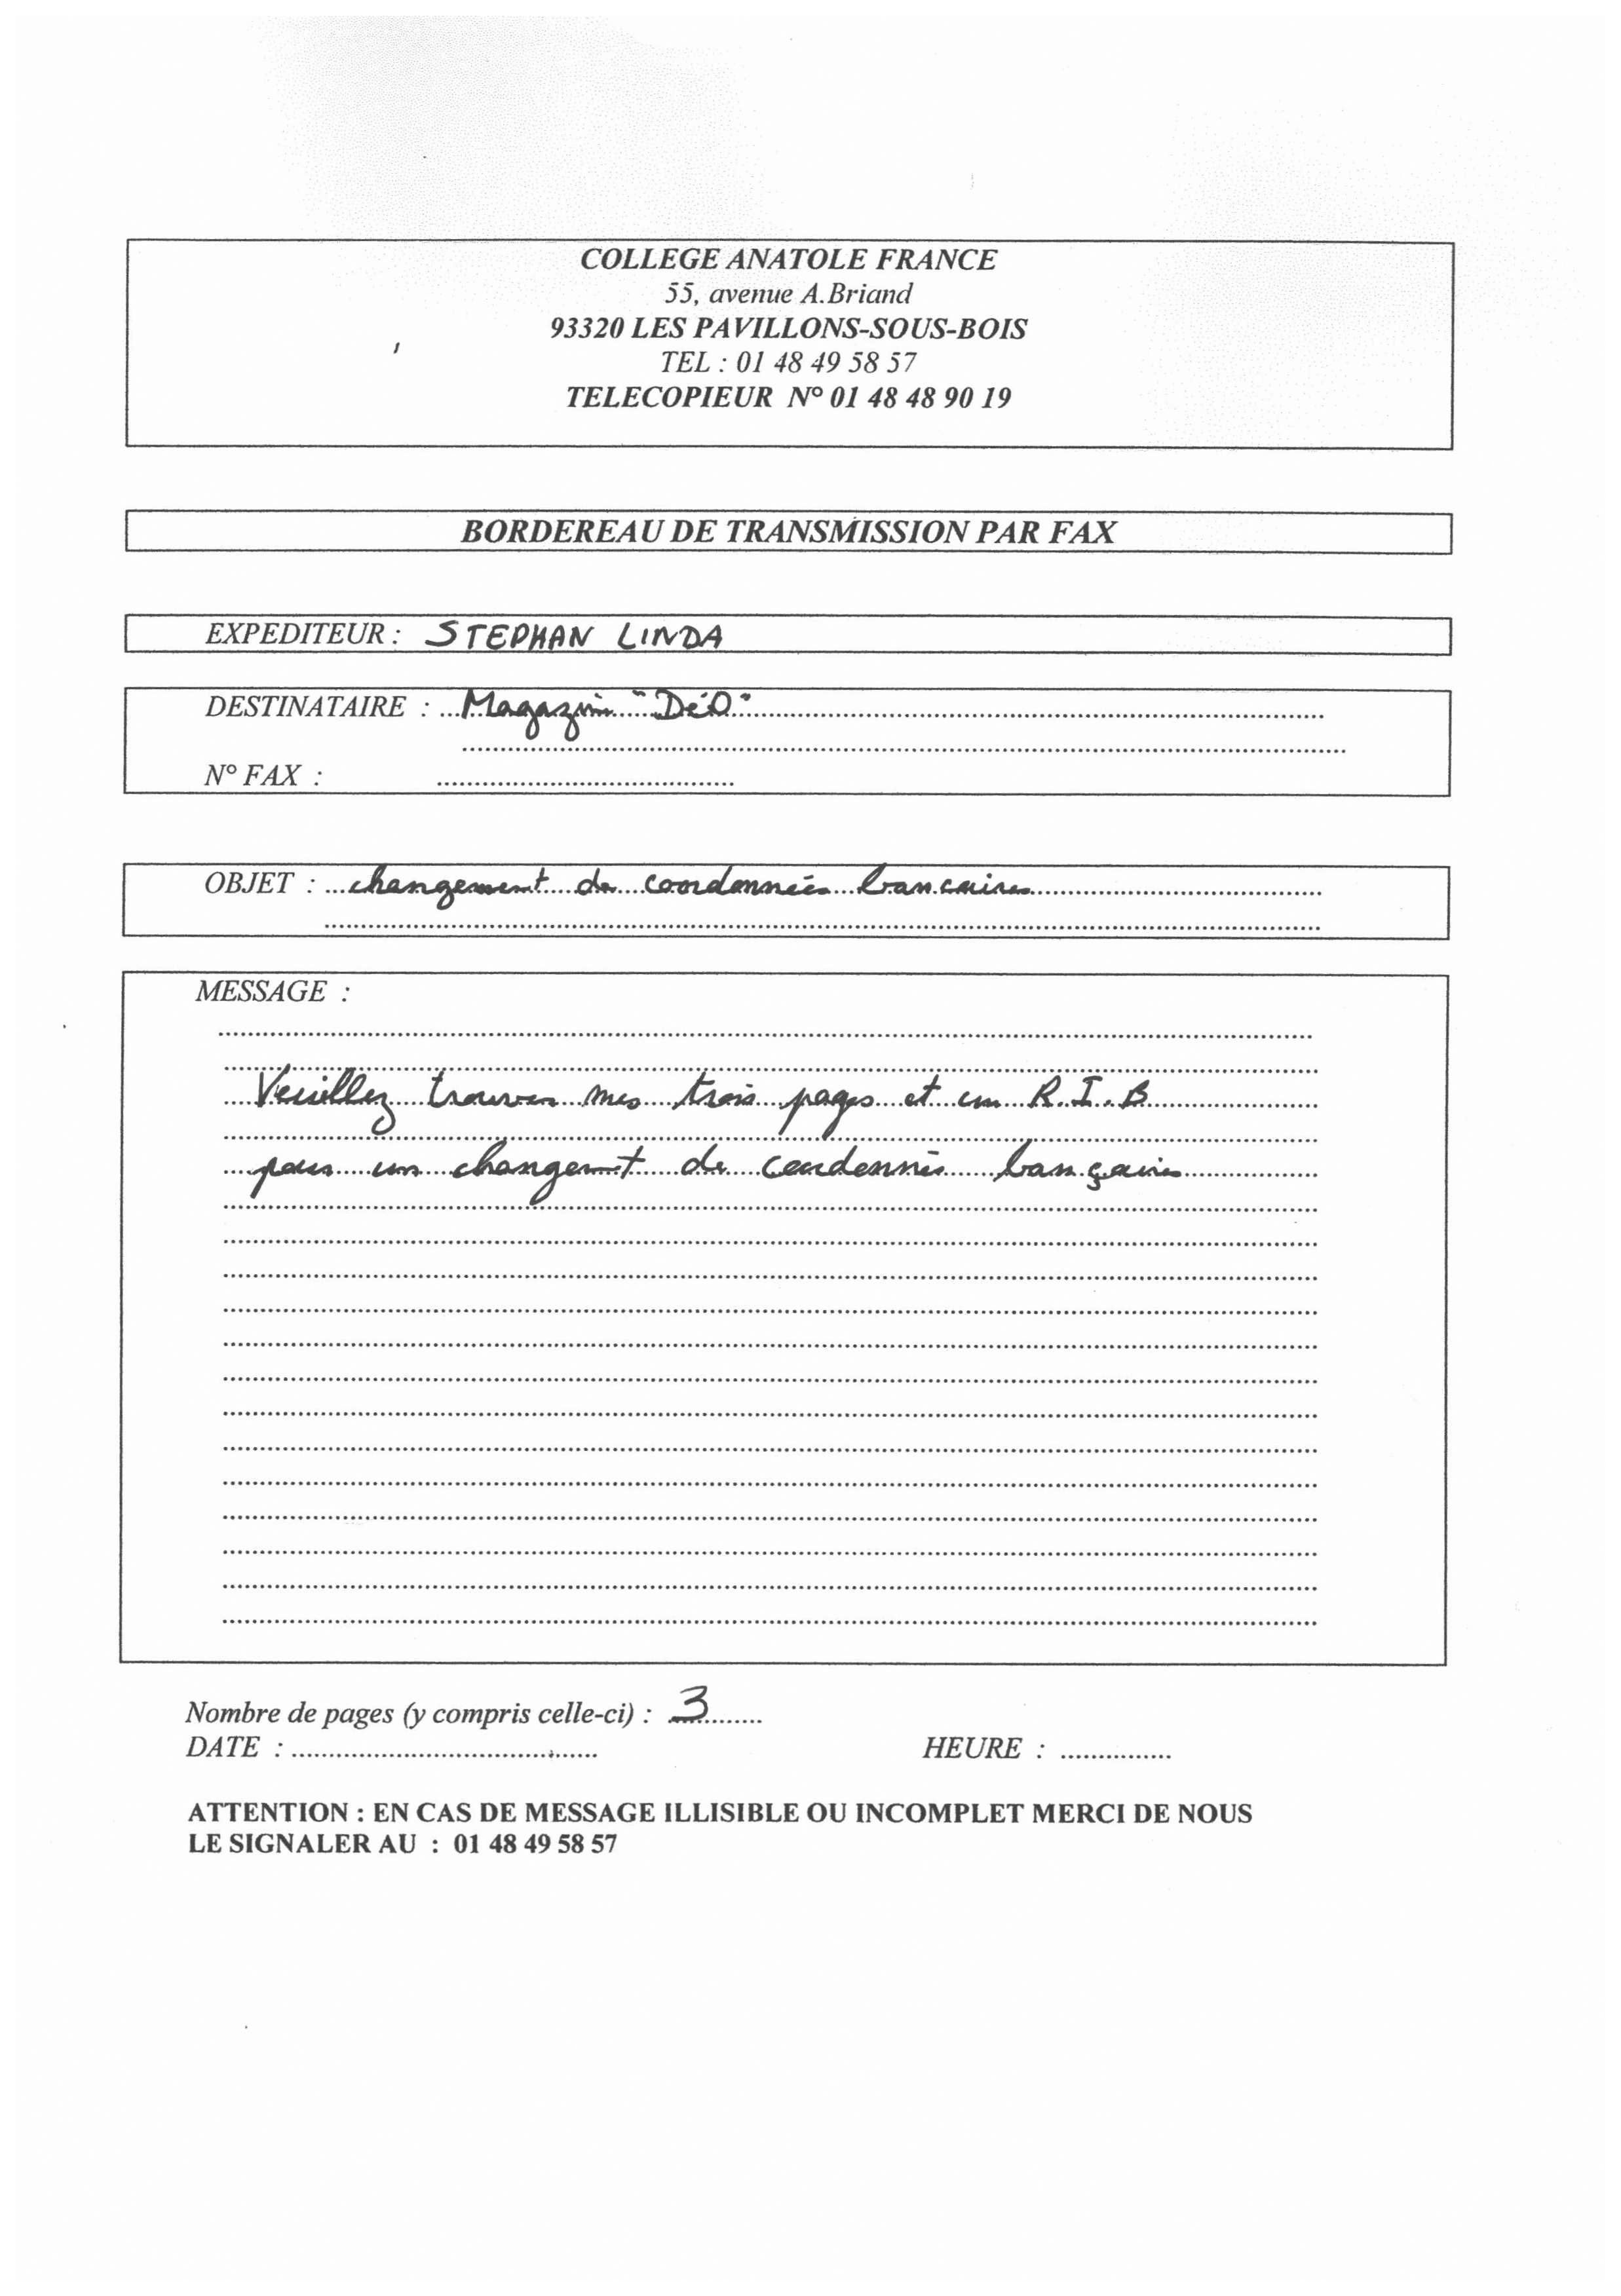 COLLEGE ANATOLE FRANCE
55, avenue A.Briand
93320 LES PAVILLONS-SOUS-BOIS
TEL : 01 48 49 58 57
TELECOPIEUR N° 01 48 48 90 19
BORDEREAU DE TRANSMISSION PAR FAX
EXPEDITEUR : STEPHAN LINDA
DESTINATAIRE : Magazin "DéO"
N° FAX :
OBJET : changement de coordonnées bancaires
MESSAGE :
Veuillez trouver mes trois pages et un R.I.B
pour un changement de coordonnés bançaires
Nombre de pages (y compris celle-ci) : 3
DATE : HEURE :
ATTENTION : EN CAS DE MESSAGE ILLISIBLE OU INCOMPLET MERCI DE NOUS
LE SIGNALER AU : 01 48 49 58 57